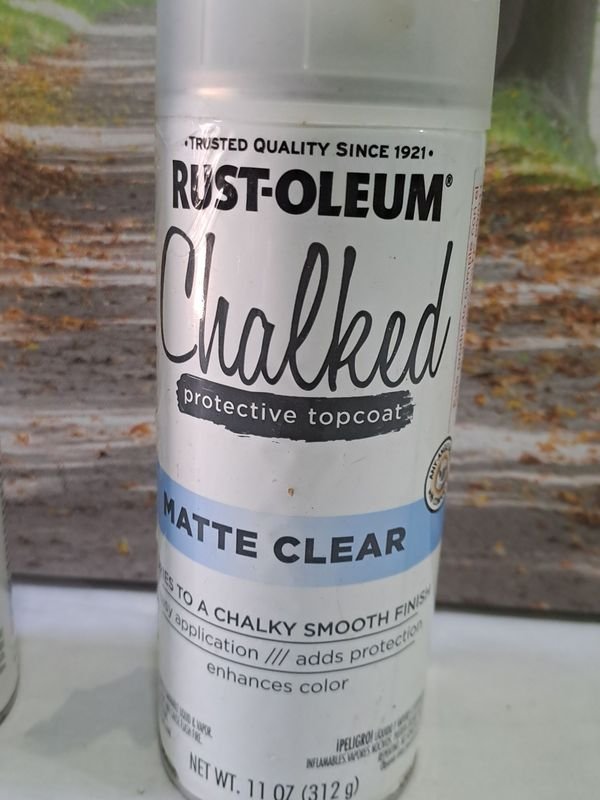 •TRUSTED QUALITY SINCE 1921•
RUST-OLEUM®
Chalked
protective topcoat
MATTE CLEAR
TO A CHALKY SMOOTH FINISH
application /// adds protection
enhances color
¡PELIGRO!
NET WT. 11 OZ (312 g)